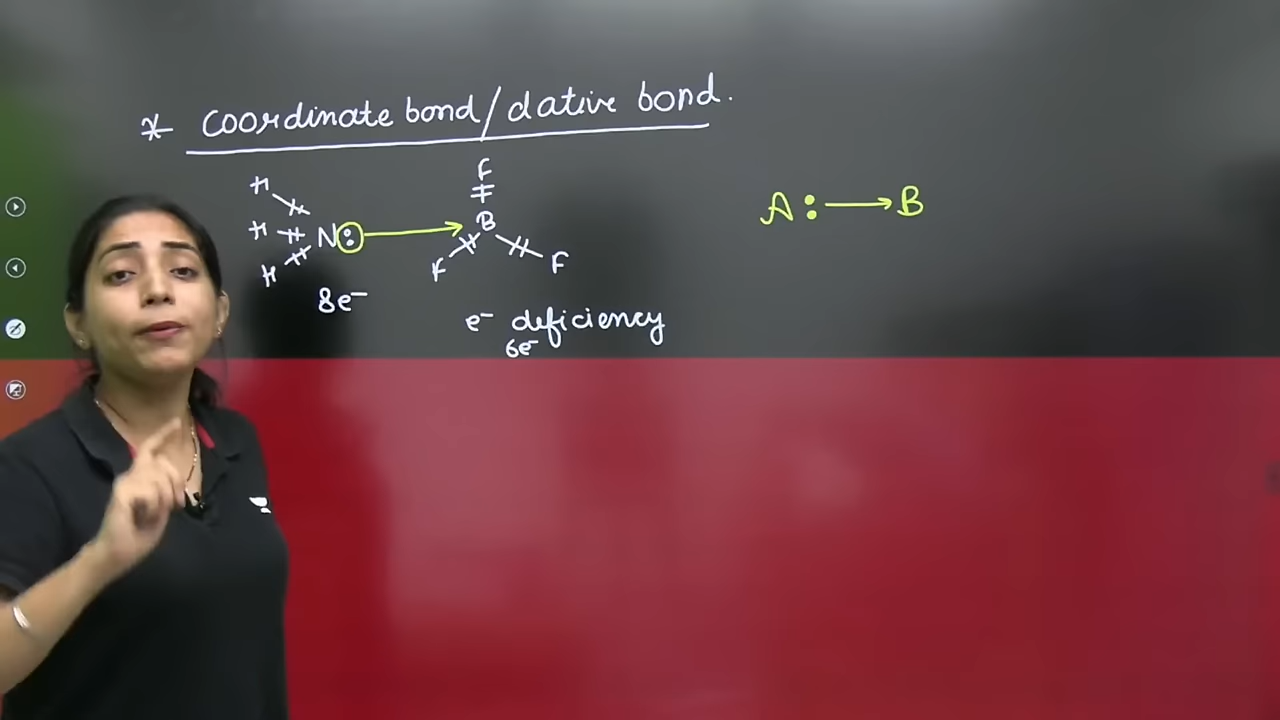 * Coordinate bond/dative bond.
H
H
H
N:
F
B
F
F
A: → B
8e⁻
e⁻ deficiency
6e⁻